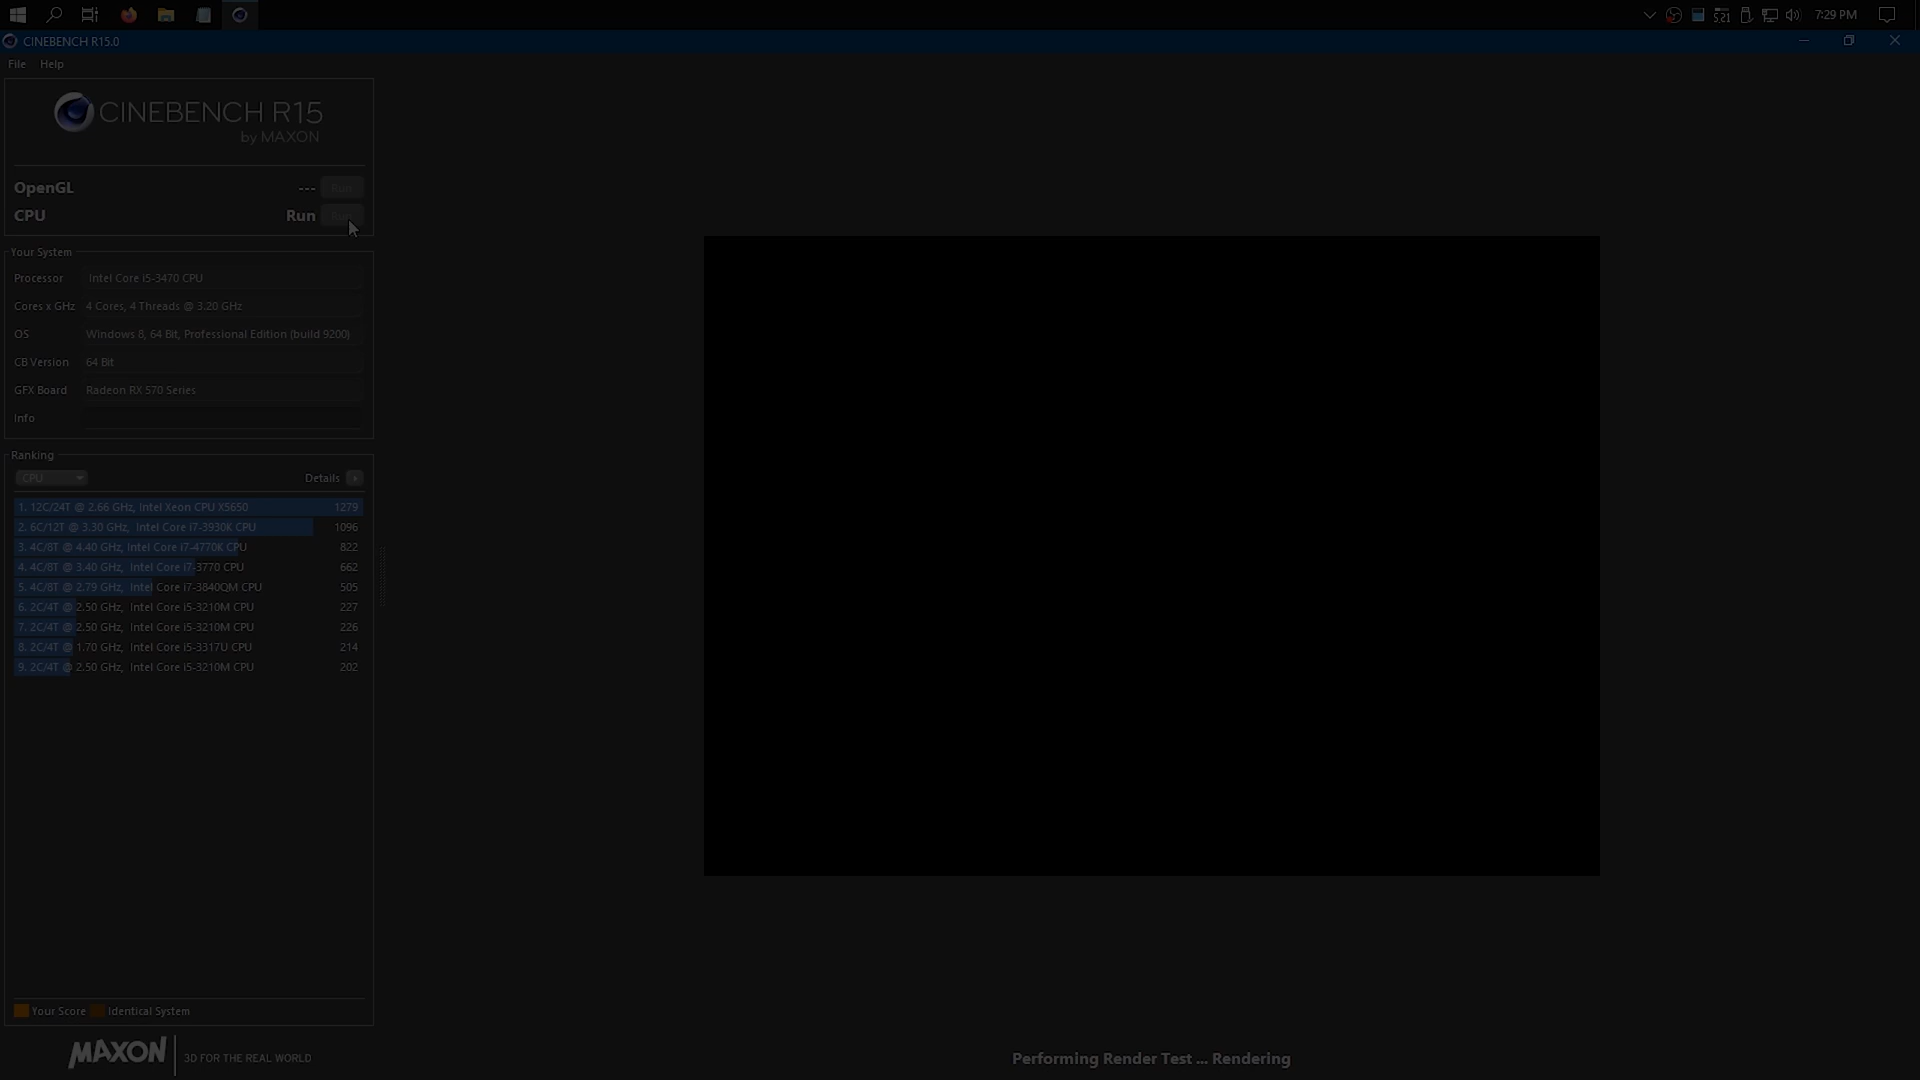 7:29 PM
CINEBENCH R15.0
File Help
CINEBENCH R15
by MAXON
OpenGL --- Run
CPU Run Run
Your System
Processor Intel Core i5-3470 CPU
Cores x GHz 4 Cores, 4 Threads @ 3.20 GHz
OS Windows 8, 64 Bit, Professional Edition (build 9200)
CB Version 64 Bit
GFX Board Radeon RX 570 Series
Info
Ranking
CPU Details
1. 12C/24T @ 2.66 GHz, Intel Xeon CPU X5650 1279
2. 6C/12T @ 3.30 GHz, Intel Core i7-3930K CPU 1096
3. 4C/8T @ 4.40 GHz, Intel Core i7-4770K CPU 822
4. 4C/8T @ 3.40 GHz, Intel Core i7-3770 CPU 662
5. 4C/8T @ 2.79 GHz, Intel Core i7-3840QM CPU 505
6. 2C/4T @ 2.50 GHz, Intel Core i5-3210M CPU 227
7. 2C/4T @ 2.50 GHz, Intel Core i5-3210M CPU 226
8. 2C/4T @ 1.70 GHz, Intel Core i5-3317U CPU 214
9. 2C/4T @ 2.50 GHz, Intel Core i5-3210M CPU 202
Your Score Identical System
MAXON 3D FOR THE REAL WORLD
Performing Render Test ... Rendering